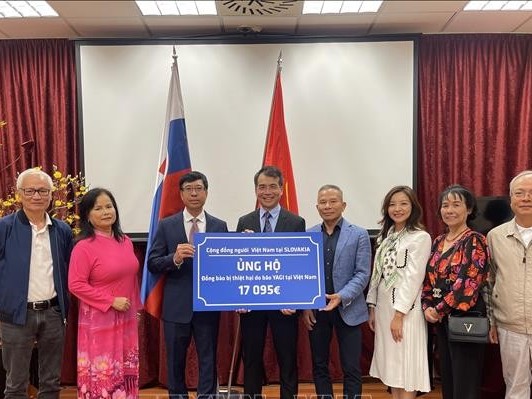 Cộng đồng người Việt Nam tại SLOVAKIA
ỦNG HỘ
Đồng bào bị thiệt hại do bão YAGI tại Việt Nam
17 095€